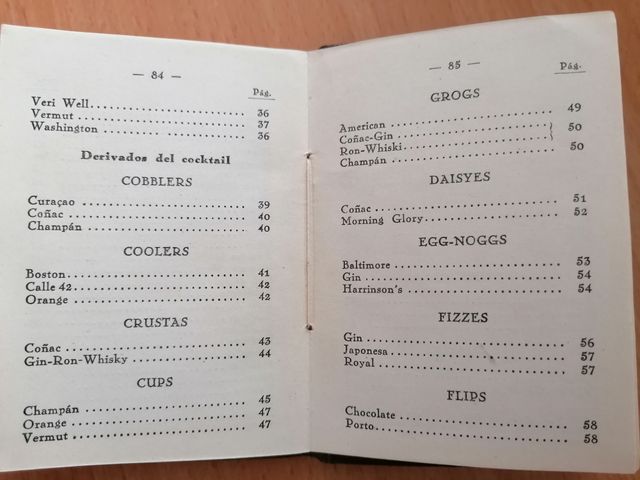 — 84 —
Pág.
Veri Well.......................... 36
Vermut.......................... 37
Washington.......................... 36
Derivados del cocktail
COBBLERS
Curaçao.......................... 39
Coñac.......................... 40
Champán.......................... 40
COOLERS
Boston.......................... 41
Calle 42.......................... 42
Orange.......................... 42
CRUSTAS
Coñac.......................... 43
Gin-Ron-Whisky.......................... 44
CUPS
Champán.......................... 45
Orange.......................... 47
Vermut.......................... 47
— 85 —
Pág.
GROGS
American.......................... 49
Coñac-Gin.......................... } 50
Ron-Whiski..........................
Champán.......................... 50
DAISYES
Coñac.......................... 51
Morning Glory.......................... 52
EGG-NOGGS
Baltimore.......................... 53
Gin.......................... 54
Harrinson's.......................... 54
FIZZES
Gin.......................... 56
Japonesa.......................... 57
Royal.......................... 57
FLIPS
Chocolate.......................... 58
Porto.......................... 58